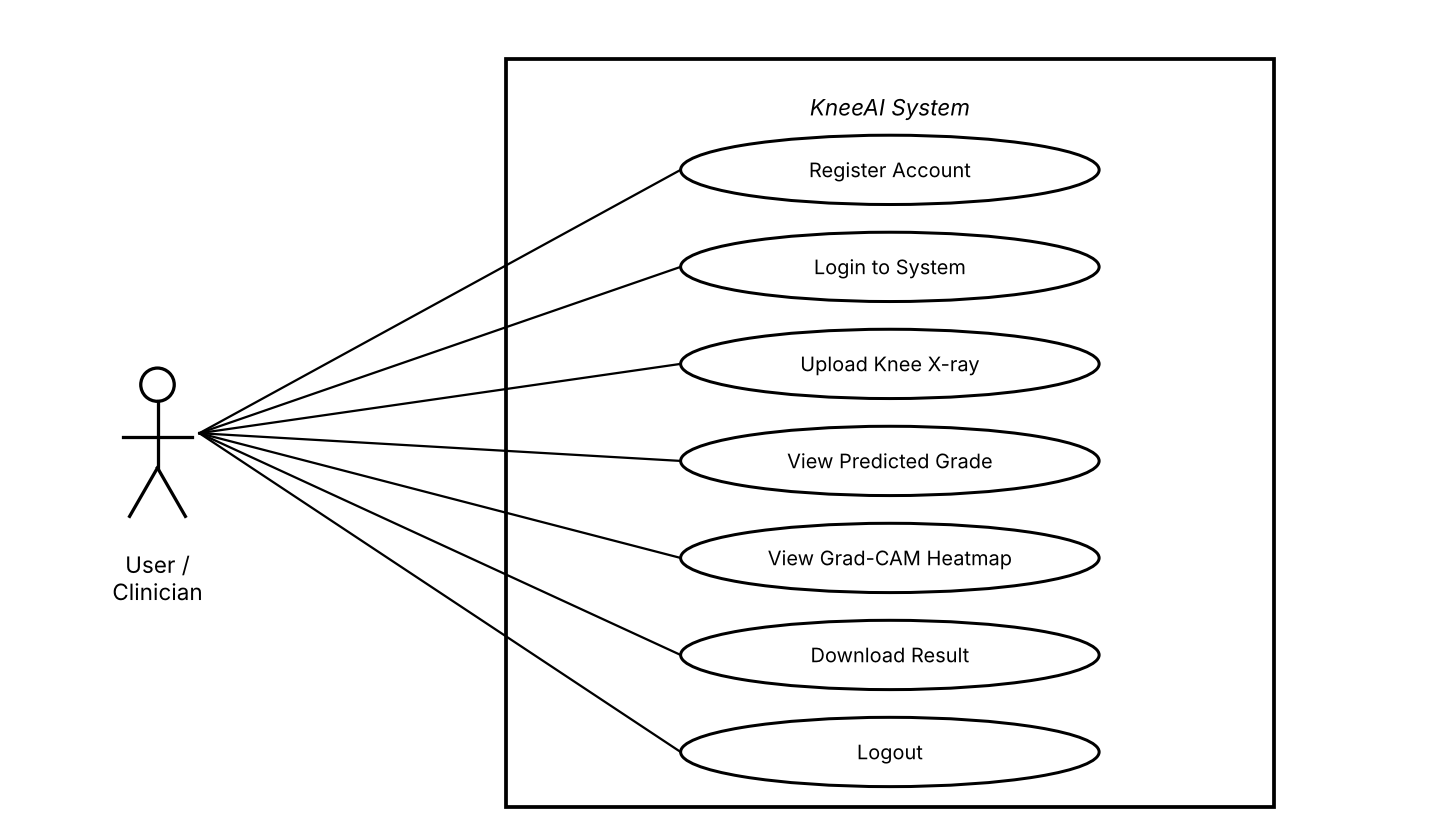 KneeAI System
Register Account
Login to System
Upload Knee X-ray
View Predicted Grade
View Grad-CAM Heatmap
Download Result
Logout
User /
Clinician